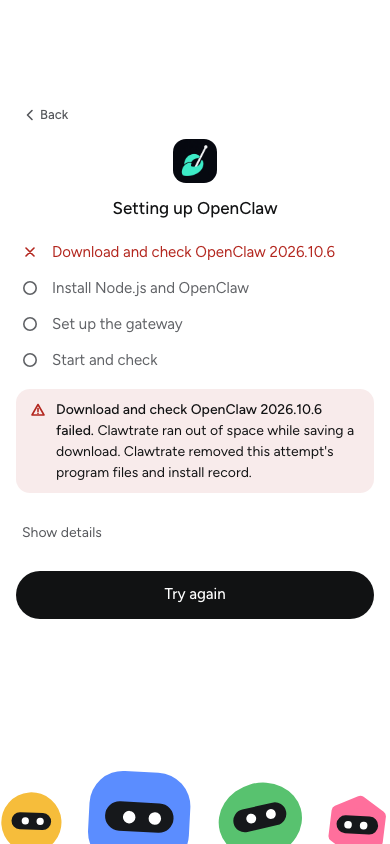 Back
Setting up OpenClaw
Download and check OpenClaw 2026.10.6
Install Node.js and OpenClaw
Set up the gateway
Start and check
Download and check OpenClaw 2026.10.6
failed. Clawtrate ran out of space while saving a
download. Clawtrate removed this attempt's
program files and install record.
Show details
Try again